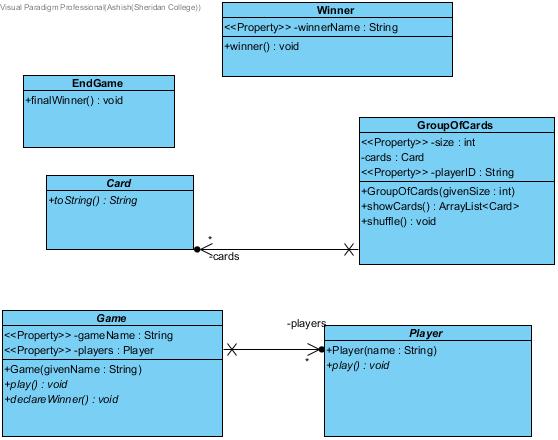 Visual Paradigm Professional(Ashish(Sheridan College))
Winner
<<Property>> -winnerName : String
+winner() : void
EndGame
+finalWinner() : void
GroupOfCards
<<Property>> -size : int
-cards : Card
<<Property>> -playerID : String
+GroupOfCards(givenSize : int)
+showCards() : ArrayList<Card>
+shuffle() : void
Card
+toString() : String
*
-cards
Game
<<Property>> -gameName : String
<<Property>> -players : Player
+Game(givenName : String)
+play() : void
+declareWinner() : void
-players
*
Player
+Player(name : String)
+play() : void